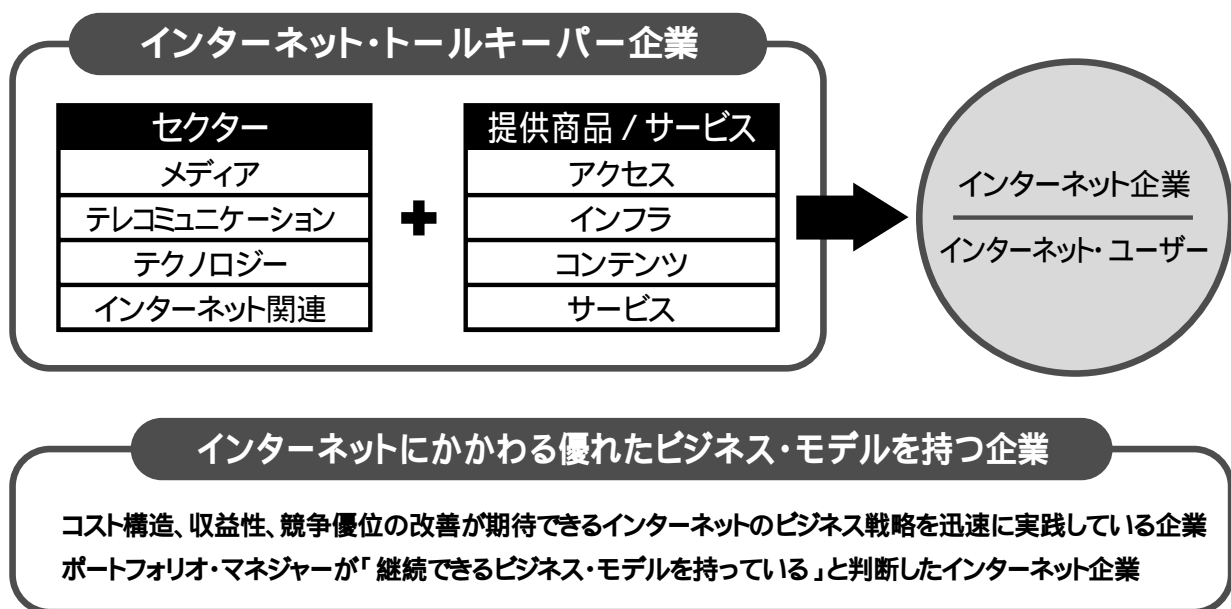 インターネット・トールキーパー企業
セクター
メディア
テレコミュニケーション
テクノロジー
インターネット関連
+
提供商品 / サービス
アクセス
インフラ
コンテンツ
サービス
インターネット企業
インターネット・ユーザー
インターネットにかかわる優れたビジネス・モデルを持つ企業
コスト構造、収益性、競争優位の改善が期待できるインターネットのビジネス戦略を迅速に実践している企業
ポートフォリオ・マネジャーが「継続できるビジネス・モデルを持っている」と判断したインターネット企業